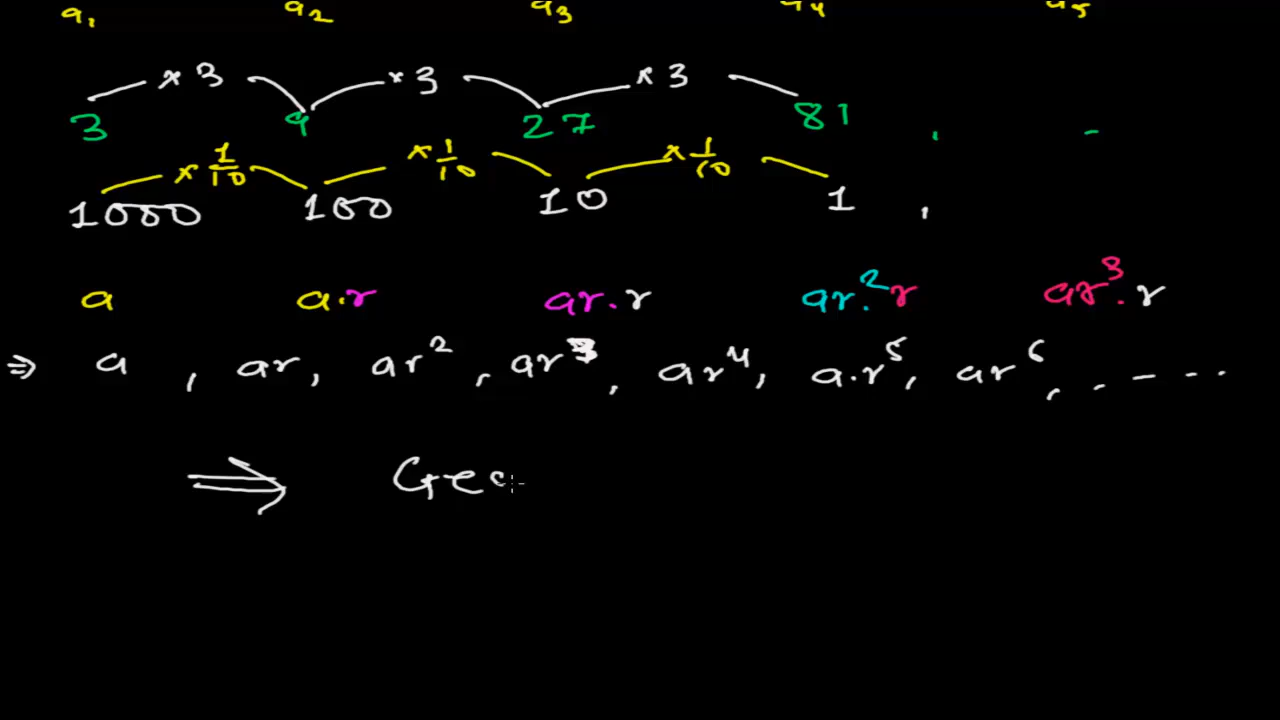 a₁ a₂ a₃ a₄ a₅
× 3 × 3 × 3
3 9 27 81 , -
× 1/10 × 1/10 × 1/10
1000 100 10 1 ,
a a·r ar·r ar²·r ar³·r
⇒ a , ar, ar², ar³, ar⁴, a·r⁵, ar⁶, . - - - -
⇒ Geo